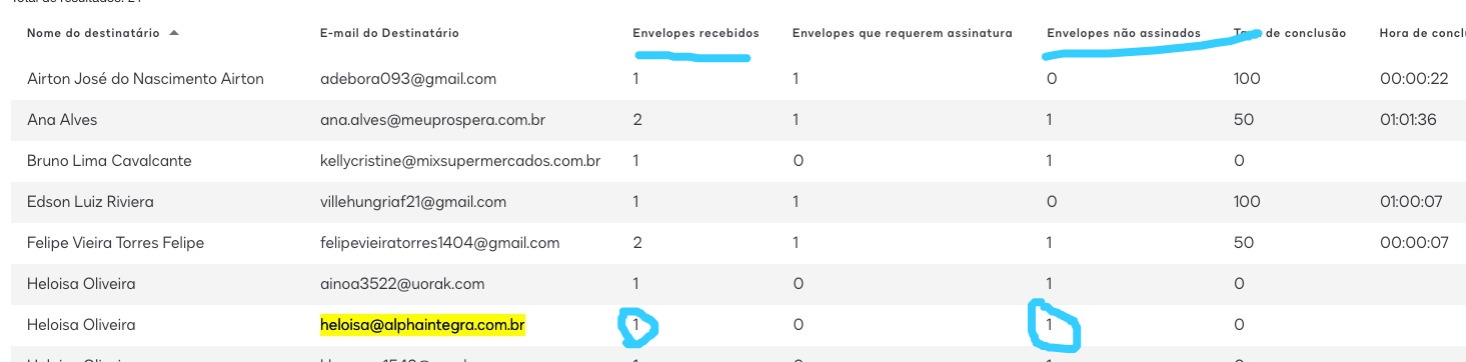 Nome do destinatário E-mail do Destinatário Envelopes recebidos Envelopes que requerem assinatura Envelopes não assinados de conclusão Hora de
Airton José do Nascimento Airton adebora093@gmail.com 1 1 0 100 00:00:22
Ana Alves ana.alves@meuprospera.com.br 2 1 1 50 01:01:36
Bruno Lima Cavalcante kellycristine@mixsupermercados.com.br 1 0 1 0
Edson Luiz Riviera villehungriaf21@gmail.com 1 1 0 100 01:00:07
Felipe Vieira Torres Felipe felipevieiratorres1404@gmail.com 2 1 1 50 00:00:07
Heloisa Oliveira ainoa3522@uorak.com 1 0 1 0
Heloisa Oliveira heloisa@alphaintegra.com.br 1 0 1 0